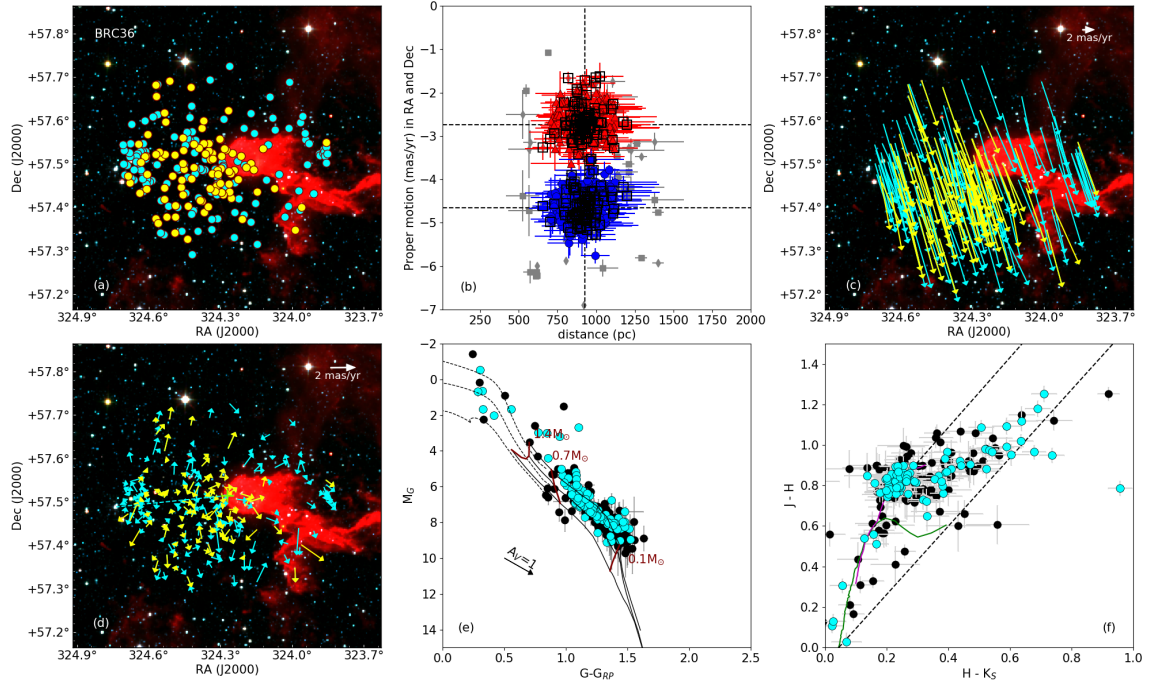 BRC36
+57.8°
+57.7°
+57.6°
+57.5°
+57.4°
+57.3°
+57.2°
Dec (J2000)
(a)
324.9° 324.6° 324.3° 324.0° 323.7°
RA (J2000)
0
−1
−2
−3
−4
−5
−6
−7
Proper motion (mas/yr) in RA and Dec
(b)
250 500 750 1000 1250 1500 1750 2000
distance (pc)
2 mas/yr
+57.8°
+57.7°
+57.6°
+57.5°
+57.4°
+57.3°
+57.2°
Dec (J2000)
(c)
324.9° 324.6° 324.3° 324.0° 323.7°
RA (J2000)
2 mas/yr
+57.8°
+57.7°
+57.6°
+57.5°
+57.4°
+57.3°
+57.2°
Dec (J2000)
(d)
324.9° 324.6° 324.3° 324.0° 323.7°
RA (J2000)
−2
0
2
4
6
8
10
12
14
M_G
0.7M⊙
0.1M⊙
A_V=1
(e)
0.0 0.5 1.0 1.5 2.0 2.5
G-G_RP
1.4
1.2
1.0
0.8
0.6
0.4
0.2
0.0
J - H
(f)
0.0 0.2 0.4 0.6 0.8 1.0
H - K_S